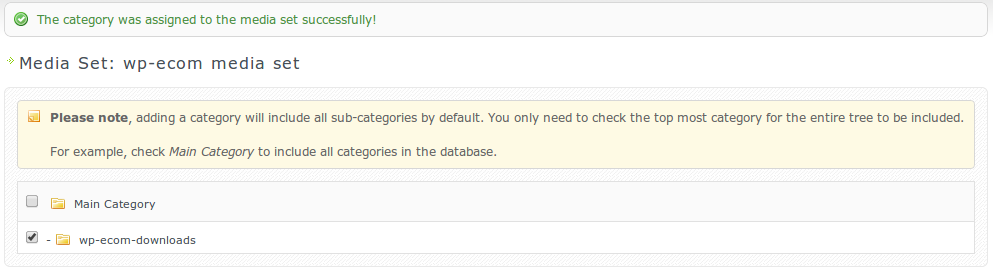 The category was assigned to the media set successfully!
Media Set: wp-ecom media set
Please note, adding a category will include all sub-categories by default. You only need to check the top most category for the entire tree to be included.
For example, check Main Category to include all categories in the database.
Main Category
- wp-ecom-downloads